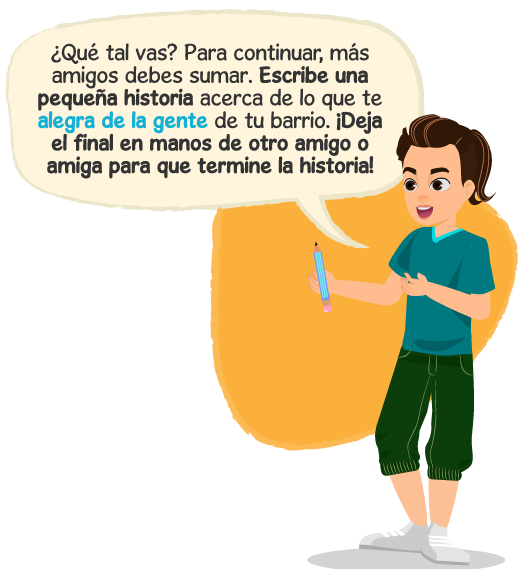 ¿Qué tal vas? Para continuar, más
amigos debes sumar. Escribe una
pequeña historia acerca de lo que te
alegra de la gente de tu barrio. ¡Deja
el final en manos de otro amigo o
amiga para que termine la historia!